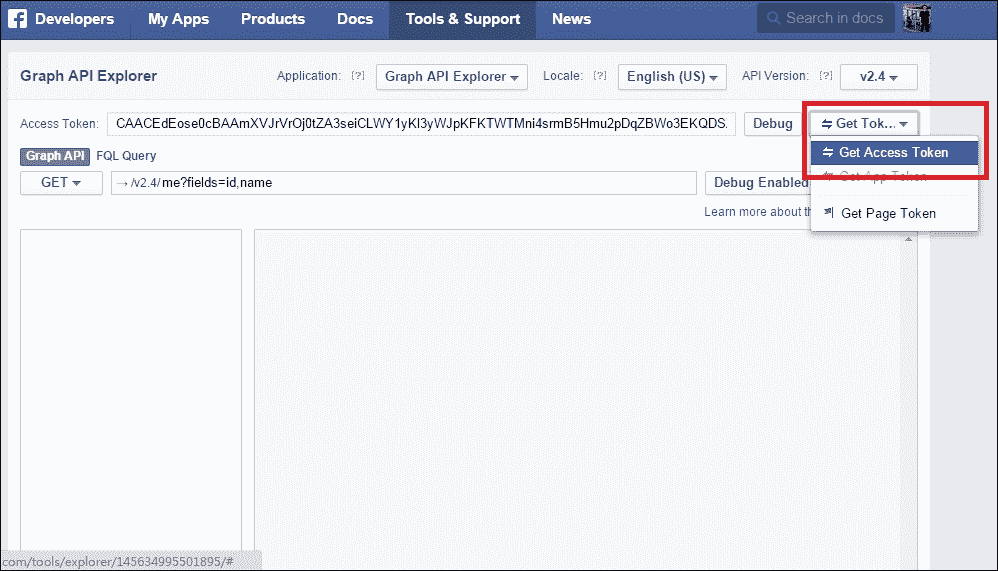 f Developers My Apps Products Docs Tools & Support News Search in docs
Graph API Explorer Application: [?] Graph API Explorer Locale: [?] English (US) API Version: [?] v2.4
Access Token: CAACEdEose0cBAAmXVJrVrOj0tZA3seiCLWY1yKl3yWJpKFKTWTMni4srmB5Hmu2pDqZBWo3EKQDS. Debug Get Tok...
Get Access Token
Graph API FQL Query
Get App Token
GET → /v2.4/ me?fields=id,name Debug Enabled
Learn more about th
Get Page Token
com/tools/explorer/145634995501895/#